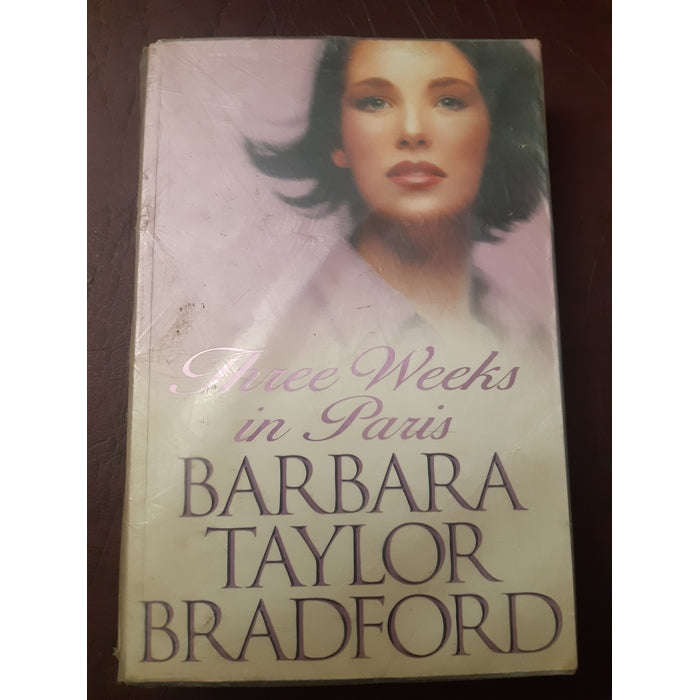 Three Weeks
in Paris
BARBARA
TAYLOR
BRADFORD